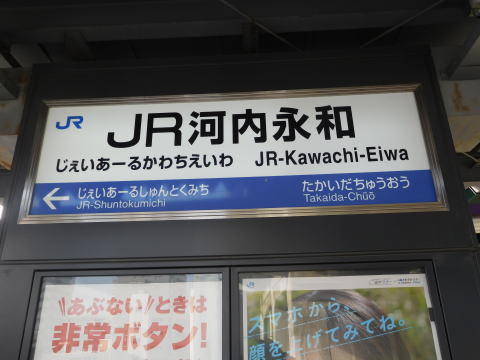 JR
JR河内永和
じぇいあーるかわちえいわ JR-Kawachi-Eiwa
じぇいあーるしゅんとくみち たかいだちゅうおう
JR-Shuntokumichi Takaida-Chūō
《あぶない》ときは
非常ボタン!
JR
スマホから、
顔を上げてみてね。